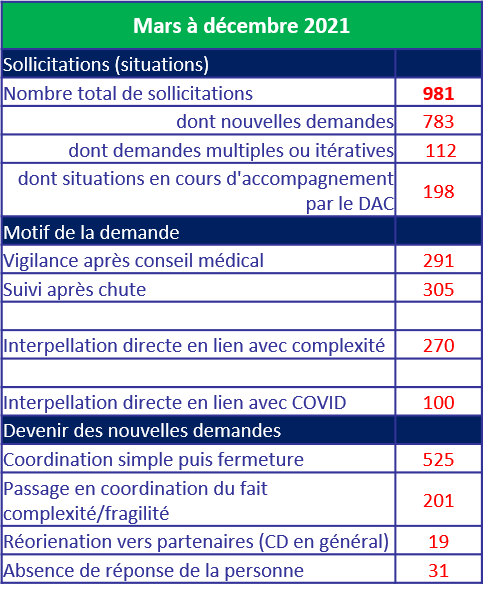 Mars à décembre 2021
Sollicitations (situations)
Nombre total de sollicitations 981
dont nouvelles demandes 783
dont demandes multiples ou itératives 112
dont situations en cours d'accompagnement
par le DAC 198
Motif de la demande
Vigilance après conseil médical 291
Suivi après chute 305
Interpellation directe en lien avec complexité 270
Interpellation directe en lien avec COVID 100
Devenir des nouvelles demandes
Coordination simple puis fermeture 525
Passage en coordination du fait
complexité/fragilité 201
Réorienation vers partenaires (CD en général) 19
Absence de réponse de la personne 31